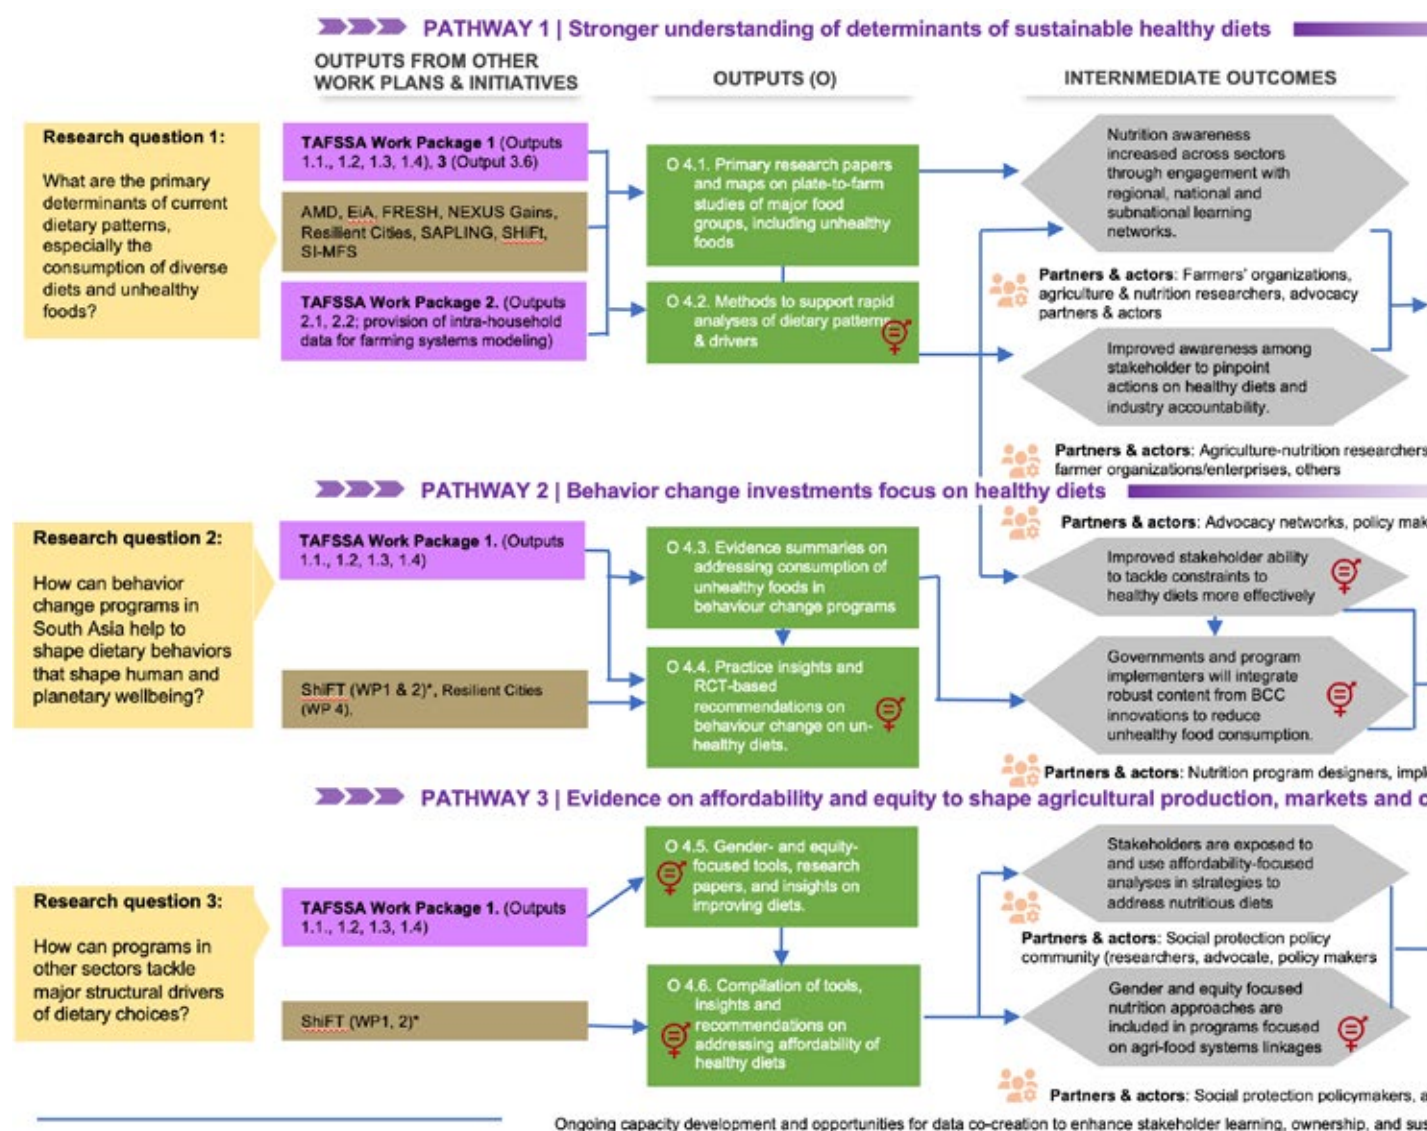 PATHWAY 1 | Stronger understanding of determinants of sustainable healthy diets
OUTPUTS FROM OTHER
WORK PLANS & INITIATIVES
OUTPUTS (O)
INTERNMEDIATE OUTCOMES
Research question 1:
What are the primary
determinants of current
dietary patterns,
especially the
consumption of diverse
diets and unhealthy
foods?
TAFSSA Work Package 1 (Outputs
1.1., 1.2, 1.3, 1.4), 3 (Output 3.6)
AMD, EiA, FRESH, NEXUS Gains,
Resilient Cities, SAPLING, SHiFt,
SI-MFS
TAFSSA Work Package 2. (Outputs
2.1, 2.2; provision of intra-household
data for farming systems modeling)
O 4.1. Primary research papers
and maps on plate-to-farm
studies of major food
groups, including unhealthy
foods
O 4.2. Methods to support rapid
analyses of dietary patterns
& drivers
Nutrition awareness
increased across sectors
through engagement with
regional, national and
subnational learning
networks.
Partners & actors: Farmers' organizations,
agriculture & nutrition researchers, advocacy
partners & actors
Improved awareness among
stakeholder to pinpoint
actions on healthy diets and
industry accountability.
Partners & actors: Agriculture-nutrition researchers
farmer organizations/enterprises, others
PATHWAY 2 | Behavior change investments focus on healthy diets
Research question 2:
How can behavior
change programs in
South Asia help to
shape dietary behaviors
that shape human and
planetary wellbeing?
TAFSSA Work Package 1. (Outputs
1.1., 1.2, 1.3, 1.4)
ShiFT (WP1 & 2)*, Resilient Cities
(WP 4).
O 4.3. Evidence summaries on
addressing consumption of
unhealthy foods in
behaviour change programs
O 4.4. Practice insights and
RCT-based
recommendations on
behaviour change on un-
healthy diets.
Partners & actors: Advocacy networks, policy mak
Improved stakeholder ability
to tackle constraints to
healthy diets more effectively
Governments and program
implementers will integrate
robust content from BCC
innovations to reduce
unhealthy food consumption.
Partners & actors: Nutrition program designers, impl
PATHWAY 3 | Evidence on affordability and equity to shape agricultural production, markets and c
Research question 3:
How can programs in
other sectors tackle
major structural drivers
of dietary choices?
TAFSSA Work Package 1. (Outputs
1.1., 1.2, 1.3, 1.4)
ShiFT (WP1, 2)*
O 4.5. Gender- and equity-
focused tools, research
papers, and insights on
improving diets.
O 4.6. Compilation of tools,
insights and
recommendations on
addressing affordability of
healthy diets
Stakeholders are exposed to
and use affordability-focused
analyses in strategies to
address nutritious diets
Partners & actors: Social protection policy
community (researchers, advocate, policy makers
Gender and equity focused
nutrition approaches are
included in programs focused
on agri-food systems linkages
Partners & actors: Social protection policymakers, a
Ongoing capacity development and opportunities for data co-creation to enhance stakeholder learning, ownership, and sus